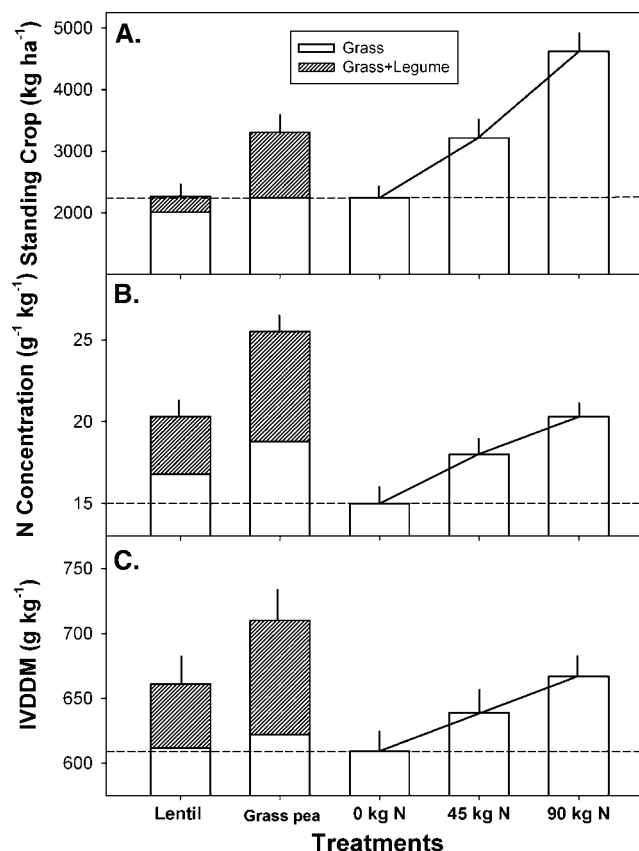 A.
Grass
Grass+Legume
Standing Crop (kg ha⁻¹)
5000
4000
3000
2000
B.
N Concentration (g⁻¹ kg⁻¹)
25
20
15
C.
IVDDM (g kg⁻¹)
750
700
650
600
Lentil
Grass pea
0 kg N
45 kg N
90 kg N
Treatments